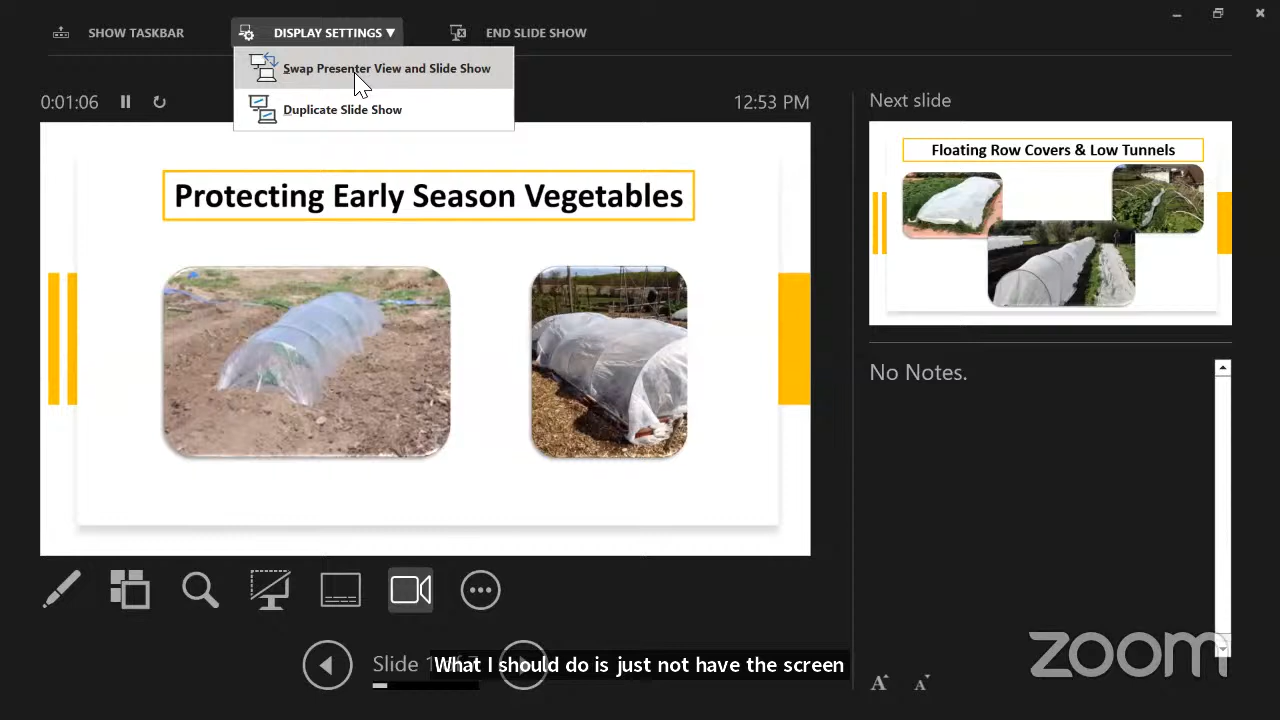 SHOW TASKBAR
DISPLAY SETTINGS ▼
END SLIDE SHOW
Swap Presenter View and Slide Show
Duplicate Slide Show
0:01:06
12:53 PM
Protecting Early Season Vegetables
Next slide
Floating Row Covers & Low Tunnels
No Notes.
Slide 1
What I should do is just not have the screen
zoom
A A